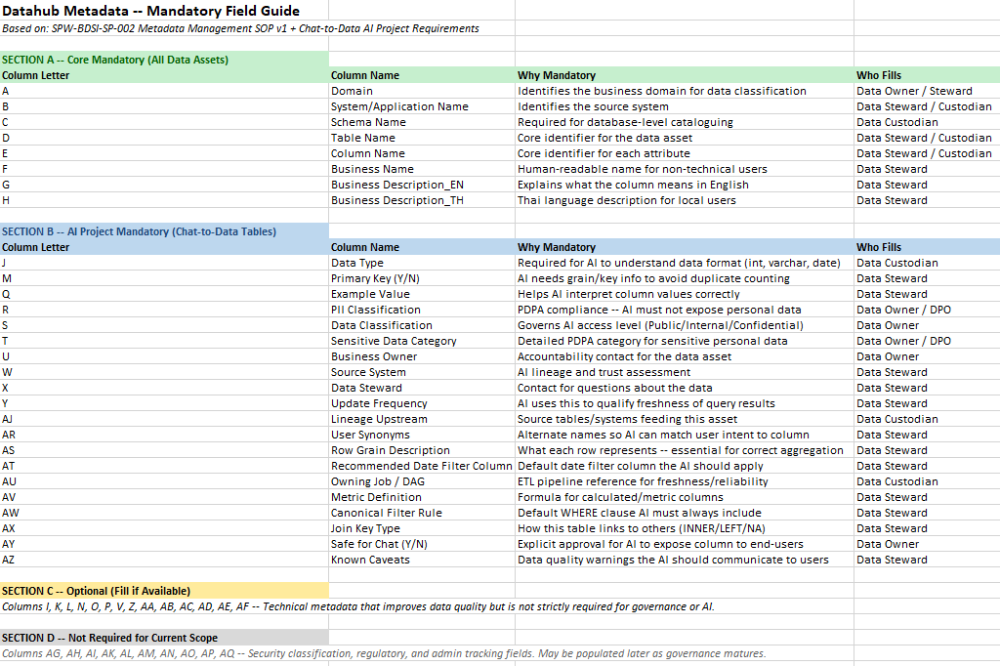 Datahub Metadata -- Mandatory Field Guide
Based on: SPW-BDSI-SP-002 Metadata Management SOP v1 + Chat-to-Data AI Project Requirements
SECTION A -- Core Mandatory (All Data Assets)
Column Letter Column Name Why Mandatory Who Fills
A Domain Identifies the business domain for data classification Data Owner / Steward
B System/Application Name Identifies the source system Data Steward / Custodian
C Schema Name Required for database-level cataloguing Data Custodian
D Table Name Core identifier for the data asset Data Steward / Custodian
E Column Name Core identifier for each attribute Data Steward / Custodian
F Business Name Human-readable name for non-technical users Data Steward
G Business Description_EN Explains what the column means in English Data Steward
H Business Description_TH Thai language description for local users Data Steward
SECTION B -- AI Project Mandatory (Chat-to-Data Tables)
Column Letter Column Name Why Mandatory Who Fills
J Data Type Required for AI to understand data format (int, varchar, date) Data Custodian
M Primary Key (Y/N) AI needs grain/key info to avoid duplicate counting Data Steward
Q Example Value Helps AI interpret column values correctly Data Steward
R PII Classification PDPA compliance -- AI must not expose personal data Data Owner / DPO
S Data Classification Governs AI access level (Public/Internal/Confidential) Data Owner
T Sensitive Data Category Detailed PDPA category for sensitive personal data Data Owner / DPO
U Business Owner Accountability contact for the data asset Data Owner
W Source System AI lineage and trust assessment Data Steward
X Data Steward Contact for questions about the data Data Steward
Y Update Frequency AI uses this to qualify freshness of query results Data Steward
AJ Lineage Upstream Source tables/systems feeding this asset Data Custodian
AR User Synonyms Alternate names so AI can match user intent to column Data Steward
AS Row Grain Description What each row represents -- essential for correct aggregation Data Steward
AT Recommended Date Filter Column Default date filter column the AI should apply Data Steward
AU Owning Job / DAG ETL pipeline reference for freshness/reliability Data Custodian
AV Metric Definition Formula for calculated/metric columns Data Steward
AW Canonical Filter Rule Default WHERE clause AI must always include Data Steward
AX Join Key Type How this table links to others (INNER/LEFT/NA) Data Steward
AY Safe for Chat (Y/N) Explicit approval for AI to expose column to end-users Data Owner
AZ Known Caveats Data quality warnings the AI should communicate to users Data Steward
SECTION C -- Optional (Fill if Available)
Columns I, K, L, N, O, P, V, Z, AA, AB, AC, AD, AE, AF -- Technical metadata that improves data quality but is not strictly required for governance or AI.
SECTION D -- Not Required for Current Scope
Columns AG, AH, AI, AK, AL, AM, AN, AO, AP, AQ -- Security classification, regulatory, and admin tracking fields. May be populated later as governance matures.